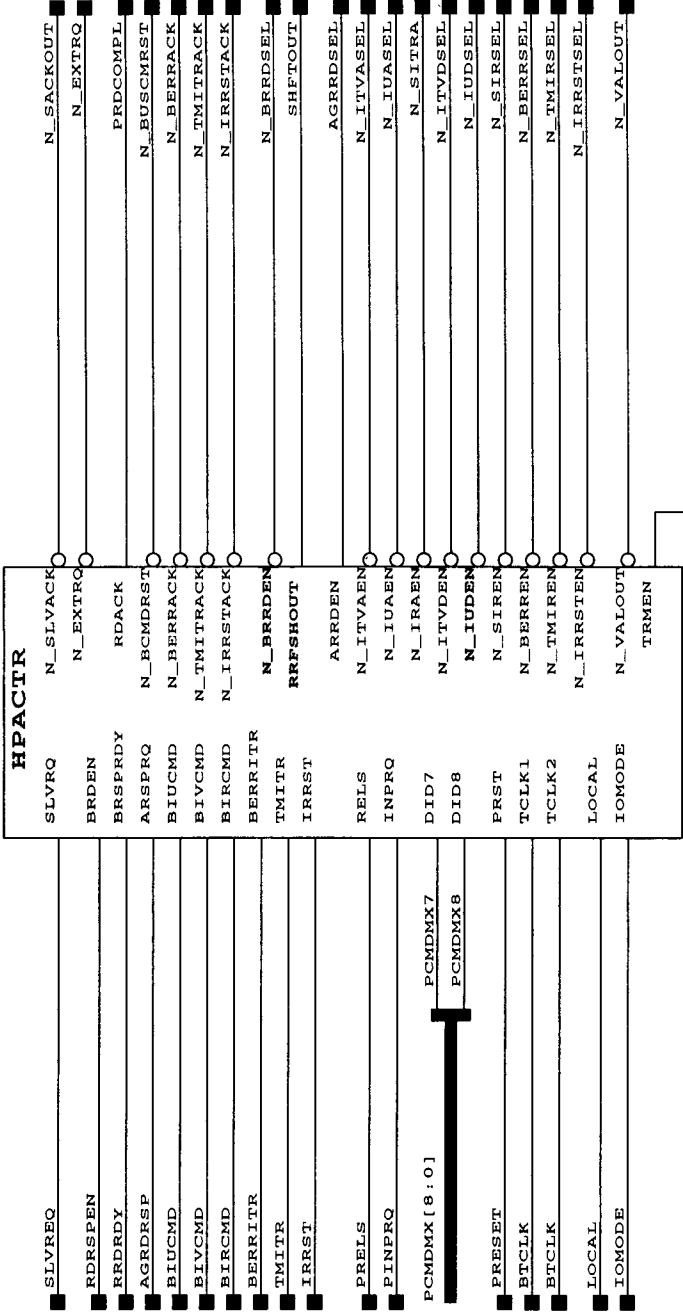 HPACTR
SLVREQ SLVRQ N_SLVACK N_SACKOUT
N_EXTRQ N_EXTRQ
RDRSPEN BRDEN
RRDRDY BRSPRDY RDACK PRDCOMPL
AGRDRSP ARSPRQ N_BCMDRST N_BUSCMRST
BIUCMD BIUCMD N_BERRACK N_BERRACK
BIVCMD BIVCMD N_TMITRACK N_TMITRACK
BIRCMD BIRCMD N_IRRSTACK N_IRRSTACK
BERRITR BERRITR N_BRRDEN N_BRRDSEL
TMITR TMITR
IRRST IRRST RRFSHOUT SHFTOUT
ARRDEN AGRRDSEL
PRELS RELS N_ITVAEN N_ITVASEL
PINPRQ INPRQ N_IUAEN N_IUASEL
N_IRAEN N_SITRA
PCMDMX[8:0] PCMDMX7 DID7 N_ITVDEN N_ITVDSEL
PCMDMX8 DID8 N_IUDEN N_IUDSEL
PRESET PRST N_SIREN N_SIRSEL
BTCLK TCLK1 N_BERREN N_BERRSEL
BTCLK TCLK2 N_TMIREN N_TMIRSEL
N_IRRSTEN N_IRRSTSEL
LOCAL LOCAL
IOMODE IOMODE N_VALOUT N_VALOUT
TRMEN